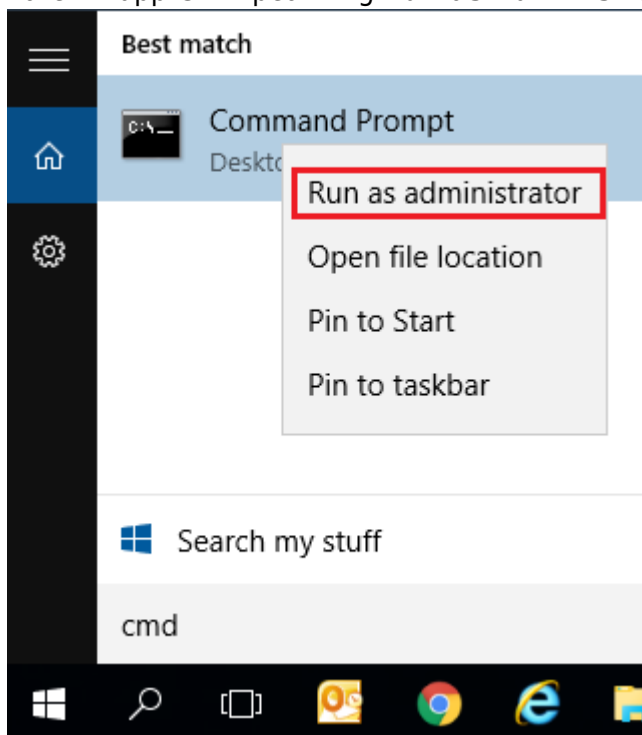 Best match
Command Prompt
Run as administrator
Open file location
Pin to Start
Pin to taskbar
Search my stuff
cmd